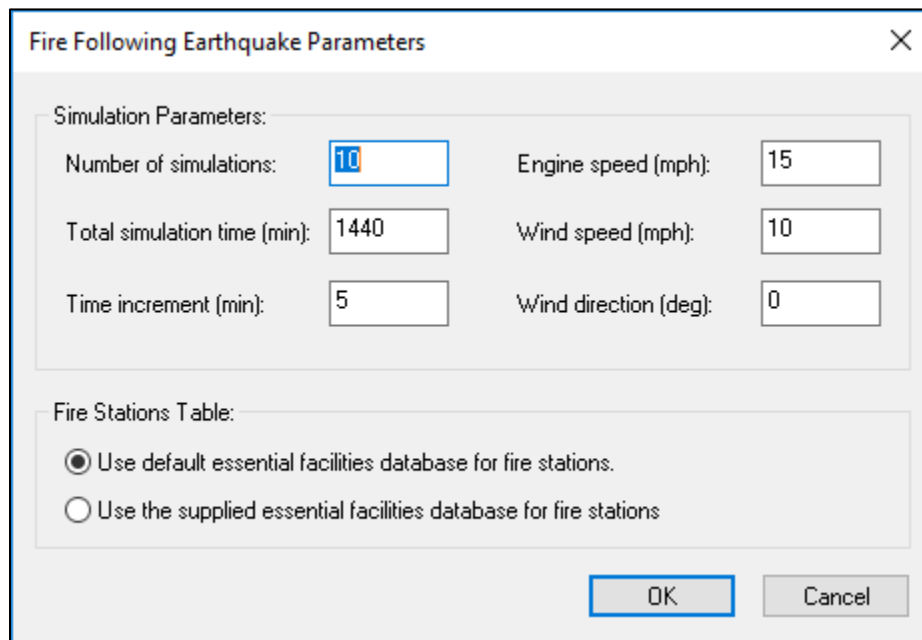 Fire Following Earthquake Parameters
Simulation Parameters:
Number of simulations: 10 Engine speed (mph): 15
Total simulation time (min): 1440 Wind speed (mph): 10
Time increment (min): 5 Wind direction (deg): 0
Fire Stations Table:
Use default essential facilities database for fire stations.
Use the supplied essential facilities database for fire stations
OK Cancel